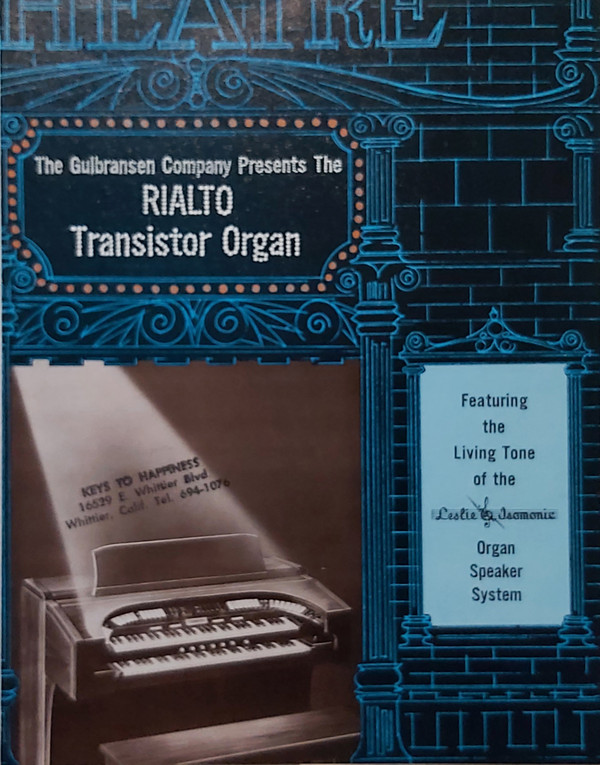 THEATRE
The Gulbransen Company Presents The
RIALTO
Transistor Organ
KEYS TO HAPPINESS
16529 E. Whittier Blvd
Whittier, Calif. Tel. 694-1076
Featuring
the
Living Tone
of the
Leslie & Isomonic
Organ
Speaker
System